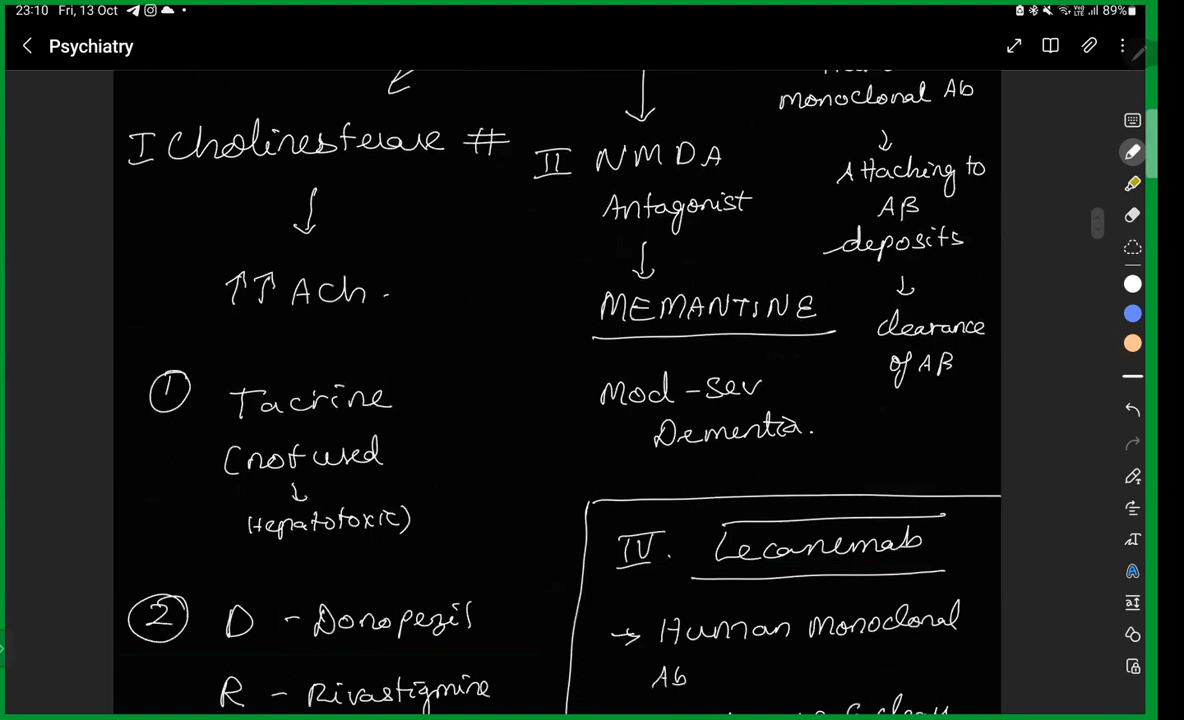 23:10 Fri, 13 Oct
89%
Psychiatry
I Cholinesterase #
↑↑ Ach.
① Tacrine
(not used
↓
Hepatotoxic)
② D - Donepezil
R - Rivastigmine
II NMDA
Antagonist
↓
MEMANTINE
Mod-sev
Dementia.
monoclonal Ab
↓
Attaching to
Aβ
deposits
↓
clearance
of Aβ
IV. Lecanemab
→ Human monoclonal
Ab